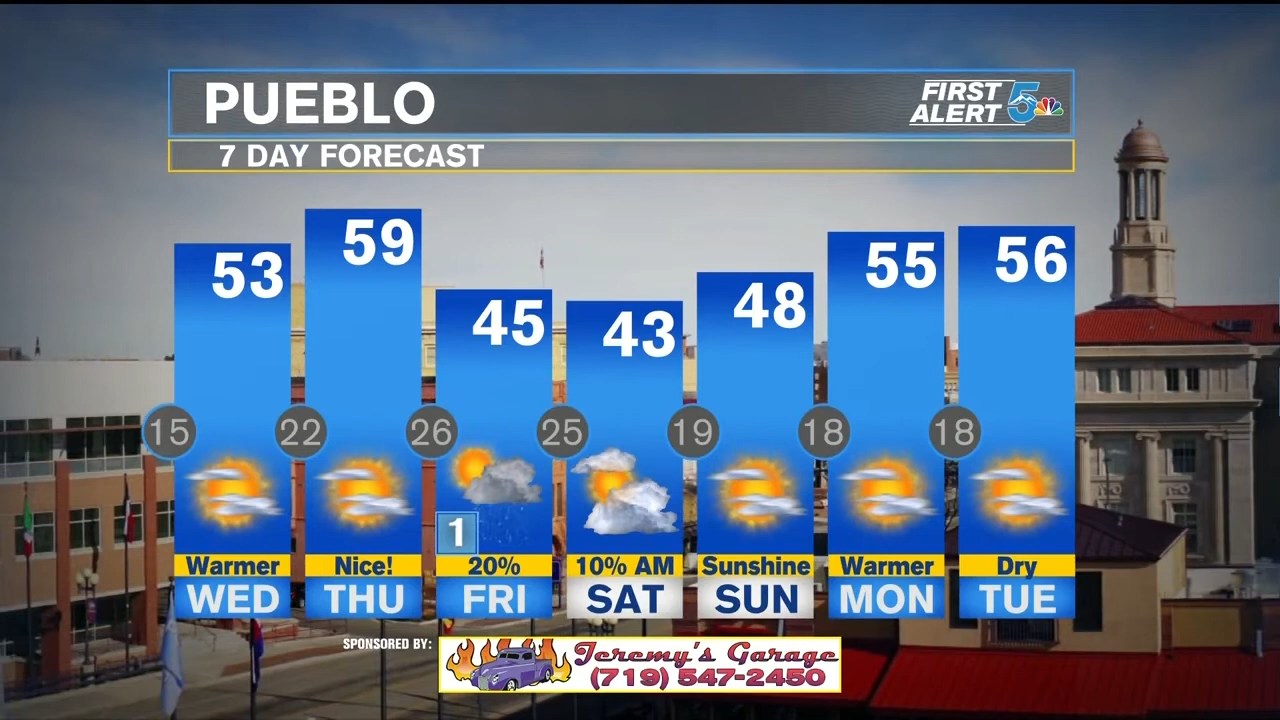 PUEBLO
FIRST
ALERT 5
7 DAY FORECAST
53 59 45 43 48 55 56
15 22 26 25 19 18 18
1
Warmer Nice! 20% 10% AM Sunshine Warmer Dry
WED THU FRI SAT SUN MON TUE
SPONSORED BY:
Jeremy's Garage
(719) 547-2450